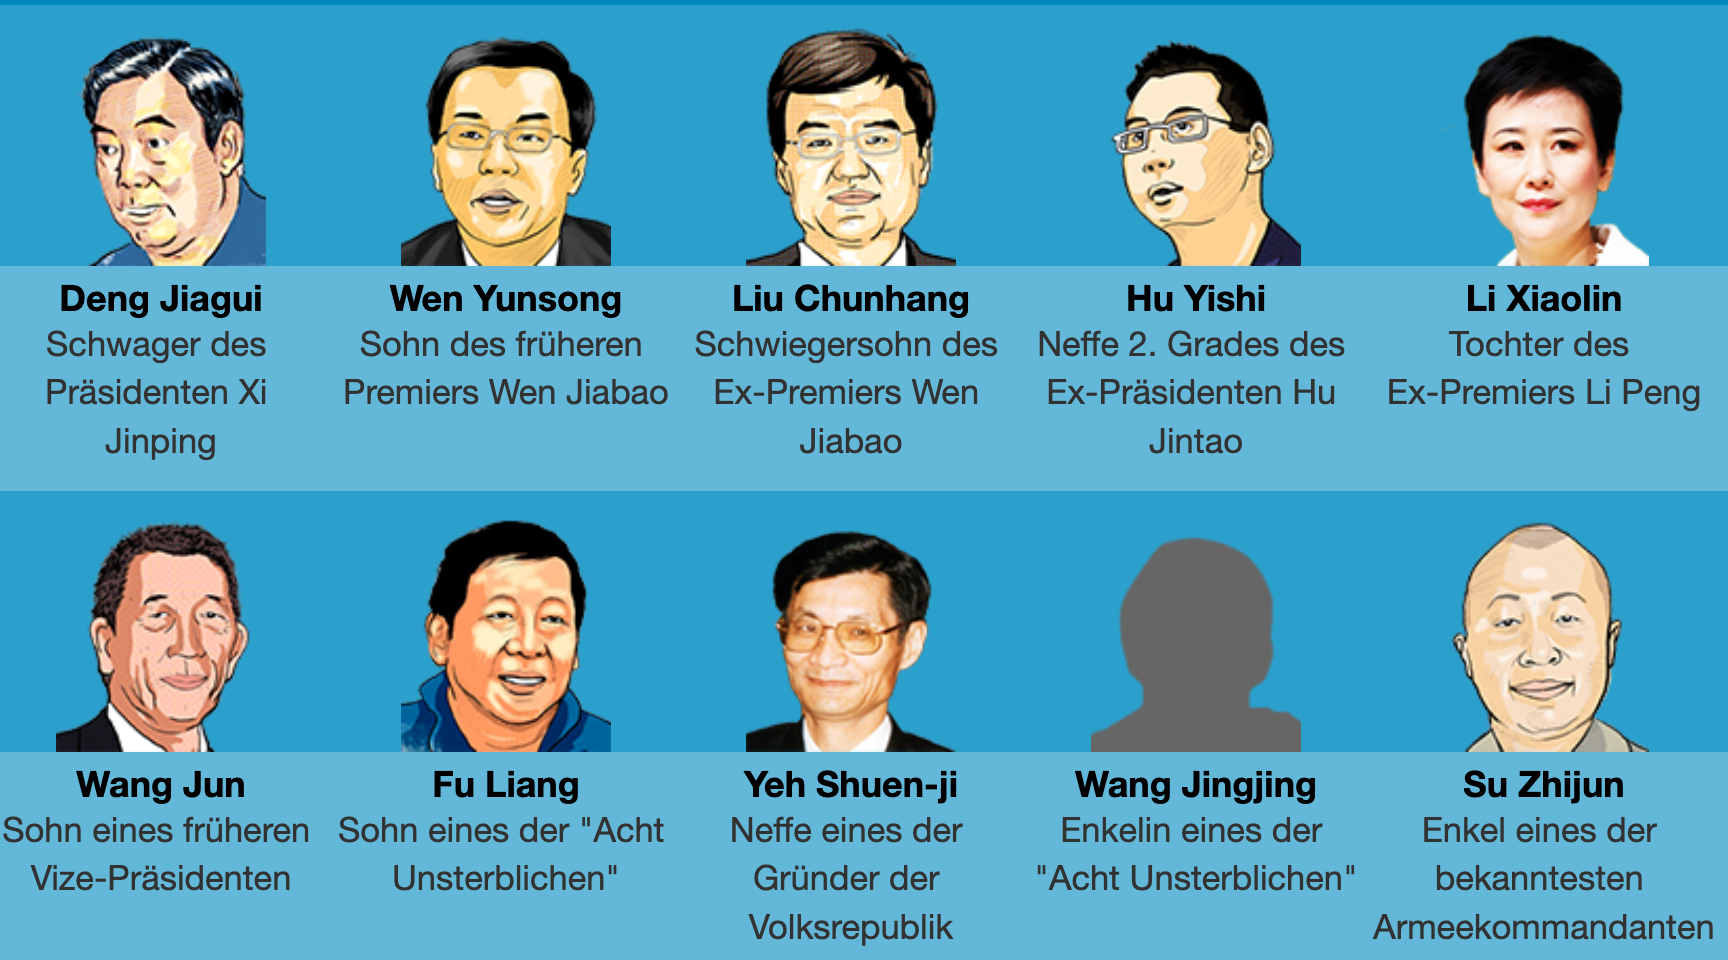 Deng Jiagui
Schwager des
Präsidenten Xi
Jinping
Wen Yunsong
Sohn des früheren
Premiers Wen Jiabao
Liu Chunhang
Schwiegersohn des
Ex-Premiers Wen
Jiabao
Hu Yishi
Neffe 2. Grades des
Ex-Präsidenten Hu
Jintao
Li Xiaolin
Tochter des
Ex-Premiers Li Peng
Wang Jun
Sohn eines früheren
Vize-Präsidenten
Fu Liang
Sohn eines der "Acht
Unsterblichen"
Yeh Shuen-ji
Neffe eines der
Gründer der
Volksrepublik
Wang Jingjing
Enkelin eines der
"Acht Unsterblichen"
Su Zhijun
Enkel eines der
bekanntesten
Armeekommandanten